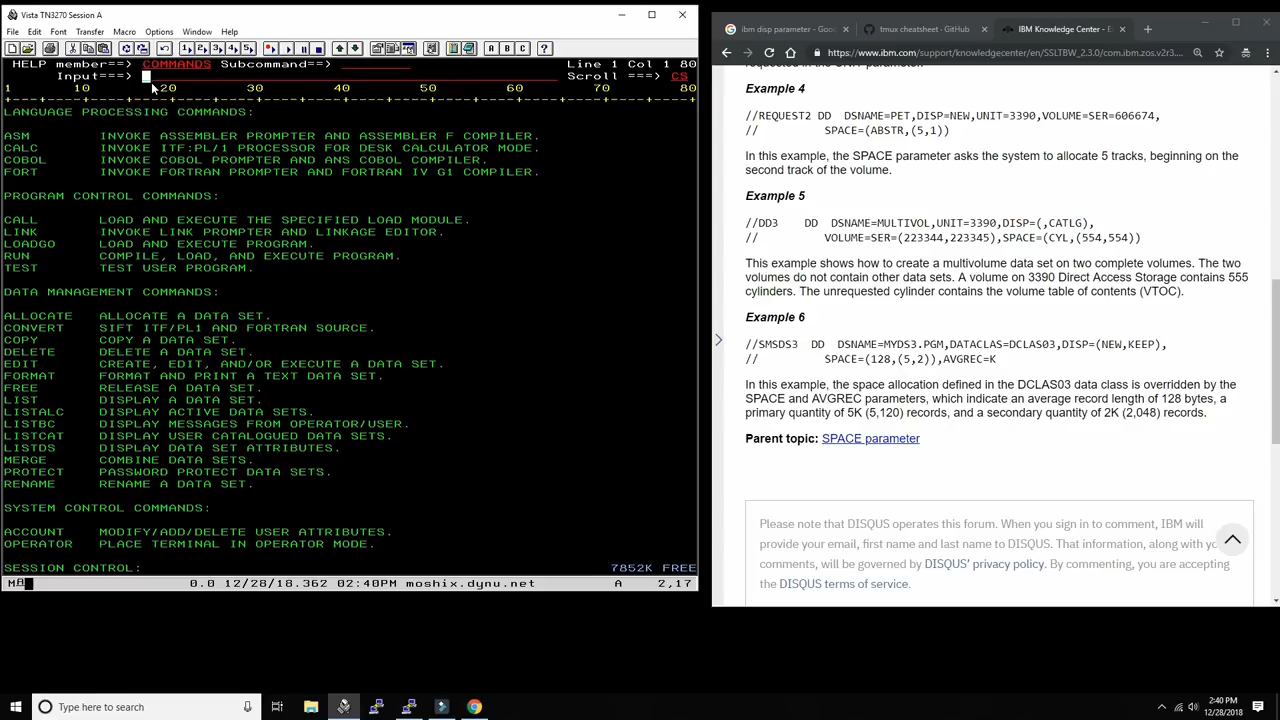 Vista TN3270 Session A
File Edit Font Transfer Macro Options Window Help
HELP member==> COMMANDS Subcommand==> Line 1 Col 1 80
Input===> Scroll ===> CS
1 10 20 30 40 50 60 70 80
LANGUAGE PROCESSING COMMANDS:
ASM INVOKE ASSEMBLER PROMPTER AND ASSEMBLER F COMPILER.
CALC INVOKE ITF:PL/1 PROCESSOR FOR DESK CALCULATOR MODE.
COBOL INVOKE COBOL PROMPTER AND ANS COBOL COMPILER.
FORT INVOKE FORTRAN PROMPTER AND FORTRAN IV G1 COMPILER.
PROGRAM CONTROL COMMANDS:
CALL LOAD AND EXECUTE THE SPECIFIED LOAD MODULE.
LINK INVOKE LINK PROMPTER AND LINKAGE EDITOR.
LOADGO LOAD AND EXECUTE PROGRAM.
RUN COMPILE, LOAD, AND EXECUTE PROGRAM.
TEST TEST USER PROGRAM.
DATA MANAGEMENT COMMANDS:
ALLOCATE ALLOCATE A DATA SET.
CONVERT SIFT ITF/PL1 AND FORTRAN SOURCE.
COPY COPY A DATA SET.
DELETE DELETE A DATA SET.
EDIT CREATE, EDIT, AND/OR EXECUTE A DATA SET.
FORMAT FORMAT AND PRINT A TEXT DATA SET.
FREE RELEASE A DATA SET.
LIST DISPLAY A DATA SET.
LISTALC DISPLAY ACTIVE DATA SETS.
LISTBC DISPLAY MESSAGES FROM OPERATOR/USER.
LISTCAT DISPLAY USER CATALOGUED DATA SETS.
LISTDS DISPLAY DATA SET ATTRIBUTES.
MERGE COMBINE DATA SETS.
PROTECT PASSWORD PROTECT DATA SETS.
RENAME RENAME A DATA SET.
SYSTEM CONTROL COMMANDS:
ACCOUNT MODIFY/ADD/DELETE USER ATTRIBUTES.
OPERATOR PLACE TERMINAL IN OPERATOR MODE.
SESSION CONTROL: 7852K FREE
0.0 12/28/18.362 02:40PM moshix.dynu.net A 2,17
ibm disp parameter - Goo
tmux cheatsheet - GitHub
IBM Knowledge Center - E
https://www.ibm.com/support/knowledgecenter/en/SSLTBW_2.3.0/com.ibm.zos.v2r3.
Example 4
//REQUEST2 DD DSNAME=PET,DISP=NEW,UNIT=3390,VOLUME=SER=606674,
// SPACE=(ABSTR,(5,1))
In this example, the SPACE parameter asks the system to allocate 5 tracks, beginning on the
second track of the volume.
Example 5
//DD3 DD DSNAME=MULTIVOL,UNIT=3390,DISP=(,CATLG),
// VOLUME=SER=(223344,223345),SPACE=(CYL,(554,554))
This example shows how to create a multivolume data set on two complete volumes. The two
volumes do not contain other data sets. A volume on 3390 Direct Access Storage contains 555
cylinders. The unrequested cylinder contains the volume table of contents (VTOC).
Example 6
//SMSDS3 DD DSNAME=MYDS3.PGM,DATACLAS=DCLAS03,DISP=(NEW,KEEP),
// SPACE=(128,(5,2)),AVGREC=K
In this example, the space allocation defined in the DCLAS03 data class is overridden by the
SPACE and AVGREC parameters, which indicate an average record length of 128 bytes, a
primary quantity of 5K (5,120) records, and a secondary quantity of 2K (2,048) records.
Parent topic: SPACE parameter
Please note that DISQUS operates this forum. When you sign in to comment, IBM will
provide your email, first name and last name to DISQUS. That information, along with
comments, will be governed by DISQUS' privacy policy. By commenting, you are accepting
the DISQUS terms of service.
Type here to search
2:40 PM
12/28/2018